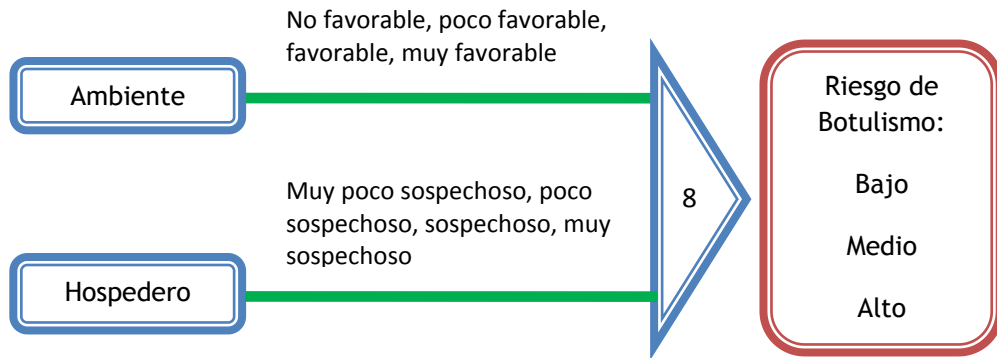 No favorable, poco favorable,
favorable, muy favorable
Ambiente
Muy poco sospechoso, poco
sospechoso, sospechoso, muy
sospechoso
Hospedero
8
Riesgo de
Botulismo:
Bajo
Medio
Alto